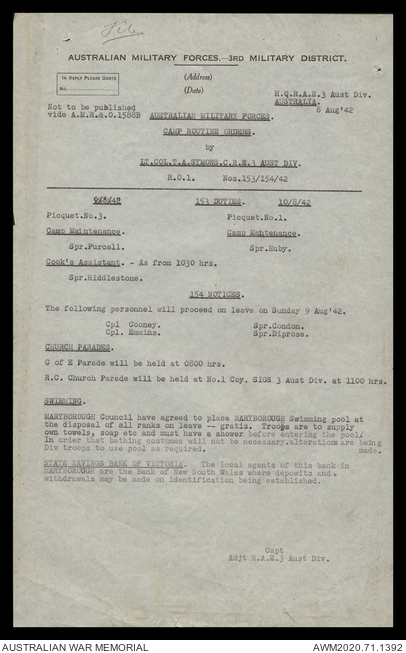 File
AUSTRALIAN MILITARY FORCES.—3RD MILITARY DISTRICT.
IN REPLY PLEASE QUOTE
No.
(Address)
(Date)
H.Q.R.A.E.3 Aust Div.
AUSTRALIA.
8 Aug'42
Not to be published
vide A.M.R.&.O.1588B
AUSTRALIAN MILITARY FORCES.
CAMP ROUTINE ORDERS.
by
LT.COL.T.A.SYMONS.C.R.E.3 AUST DIV.
R.O.1. Nos.153/154/42
9/8/42 153 DUTIES. 10/8/42
Picquet.No.3. Picquet.No.1.
Camp Maintenance. Camp Maintenance.
Spr.Purcell. Spr.Huby.
Cook's Assistant. - As from 1030 hrs.
Spr.Hiddlestone.
154 NOTICES.
The following personnel will proceed on leave on Sunday 9 Aug'42.
Cpl Cooney. Spr.Condon.
Cpl. Emmins. Spr.Diprose.
CHURCH PARADES.
C of E Parade will be held at 0800 hrs.
R.C. Church Parade will be held at No.1 Coy. SIGS 3 Aust Div. at 1100 hrs.
SWIMMING.
MARYBOROUGH Council have agreed to place MARYBOROUGH Swimming pool at
the disposal of all ranks on leave -- gratis. Troops are to supply
own towels, soap etc and must have a shower before entering the pool.
In order that bathing costumes will not be necessary.alterations are being
Div troops to use pool as required. made.
STATE SAVINGS BANK OF VICTORIA. The local agents of this bank in
MARYBOROUGH are the Bank of New South Wales where deposits and
withdrawals may be made on identification being established.
Capt
Adjt R.A.E.3 Aust Div.
AUSTRALIAN WAR MEMORIAL
AWM2020.71.1392